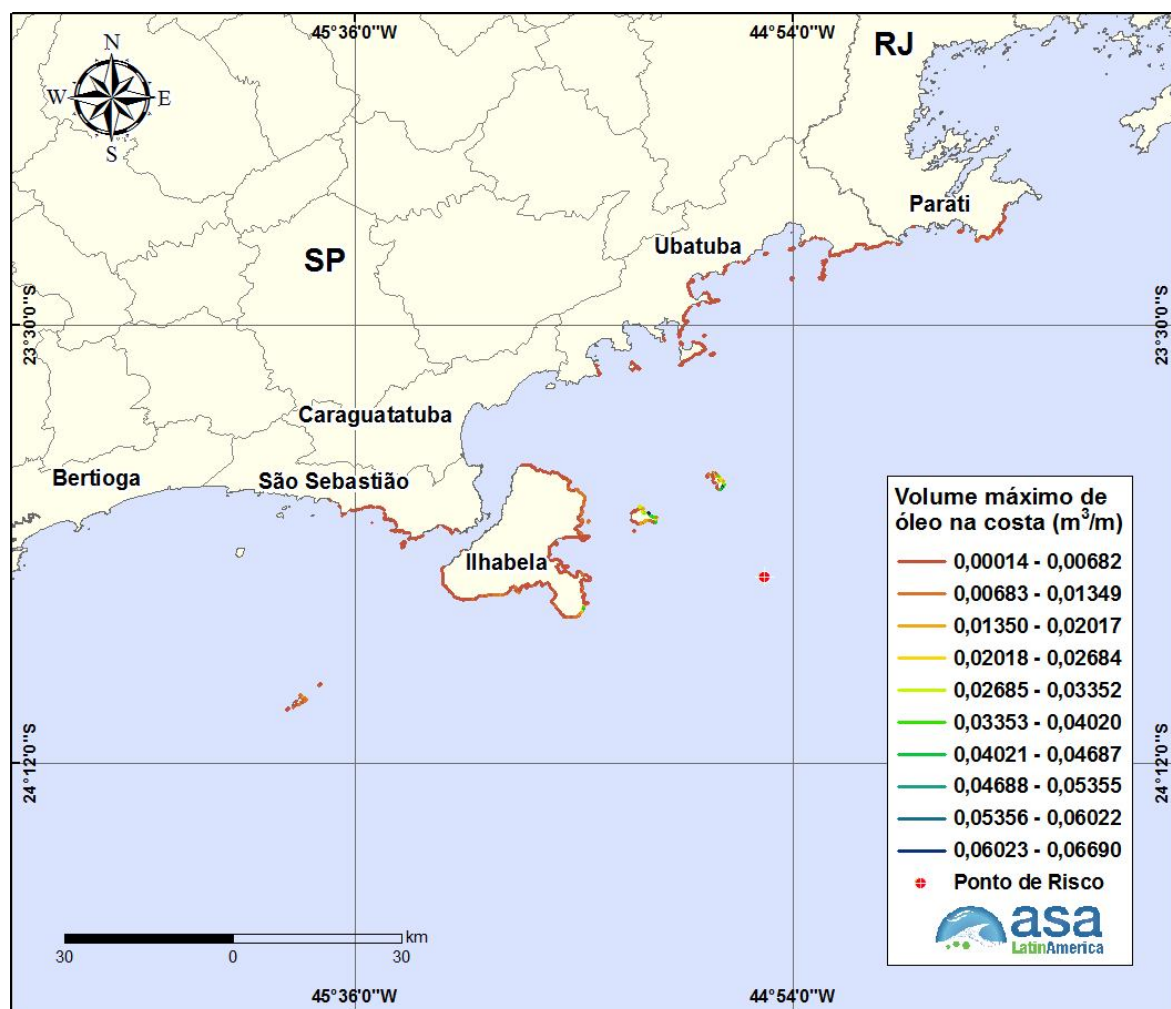 45°36'0"W
44°54'0"W
N
W
E
S
RJ
Parati
Ubatuba
SP
23°30'0"S
23°30'0"S
Caraguatatuba
Bertioga
São Sebastião
Ilhabela
24°12'0"S
24°12'0"S
Volume máximo de
óleo na costa (m³/m)
0,00014 - 0,00682
0,00683 - 0,01349
0,01350 - 0,02017
0,02018 - 0,02684
0,02685 - 0,03352
0,03353 - 0,04020
0,04021 - 0,04687
0,04688 - 0,05355
0,05356 - 0,06022
0,06023 - 0,06690
Ponto de Risco
asa
LatinAmerica
km
30
0
30
45°36'0"W
44°54'0"W